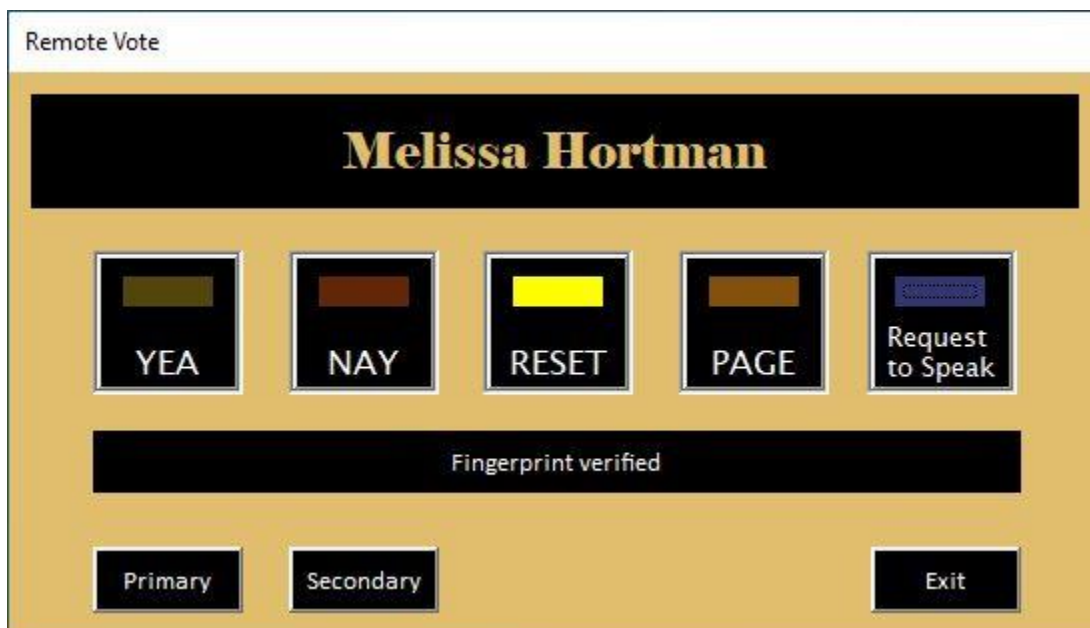 Remote Vote
Melissa Hortman
YEA
NAY
RESET
PAGE
Request
to Speak
Fingerprint verified
Primary
Secondary
Exit